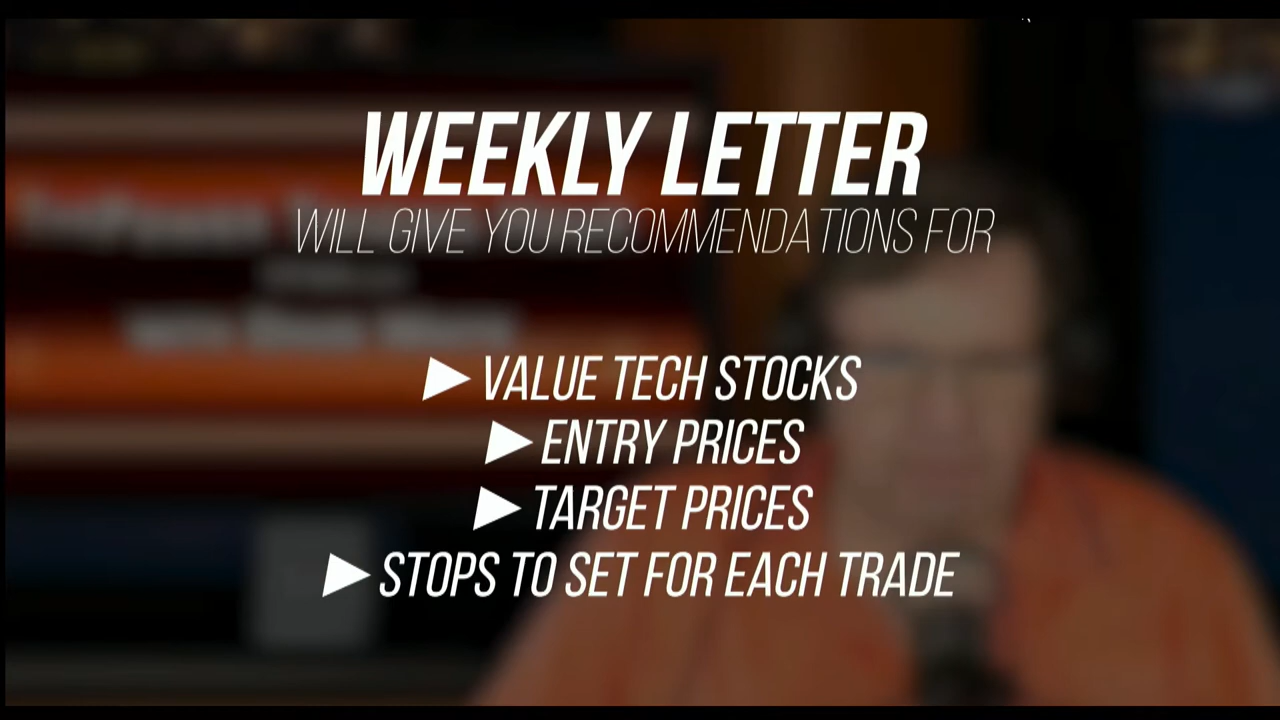 WEEKLY LETTER
WILL GIVE YOU RECOMMENDATIONS FOR
▶ VALUE TECH STOCKS
▶ ENTRY PRICES
▶ TARGET PRICES
▶ STOPS TO SET FOR EACH TRADE